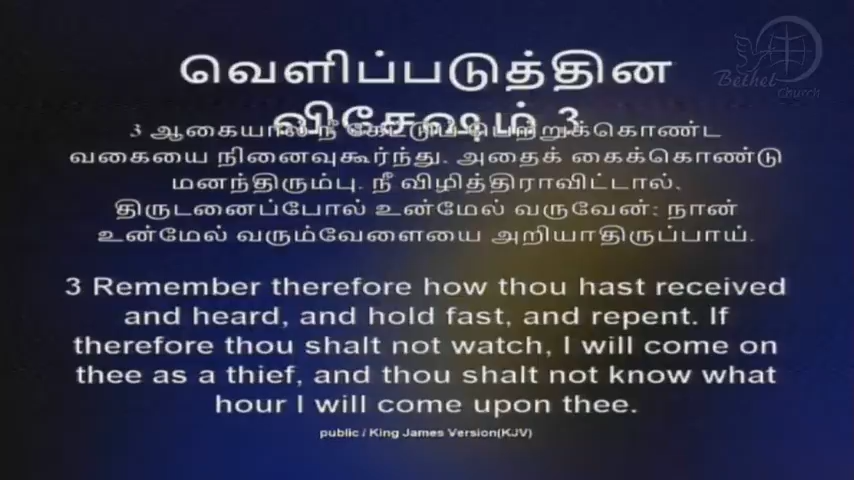 வெளிப்படுத்தின
விசேஷம் 3
3 ஆகையால் நீ கேட்டுப் பெற்றுக்கொண்ட
வகையை நினைவுகூர்ந்து, அதைக் கைக்கொண்டு
மனந்திரும்பு. நீ விழித்திராவிட்டால்,
திருடனைப்போல் உன்மேல் வருவேன்; நான்
உன்மேல் வரும்வேளையை அறியாதிருப்பாய்.
3 Remember therefore how thou hast received
and heard, and hold fast, and repent. If
therefore thou shalt not watch, I will come on
thee as a thief, and thou shalt not know what
hour I will come upon thee.
public / King James Version(KJV)
Bethel
Church